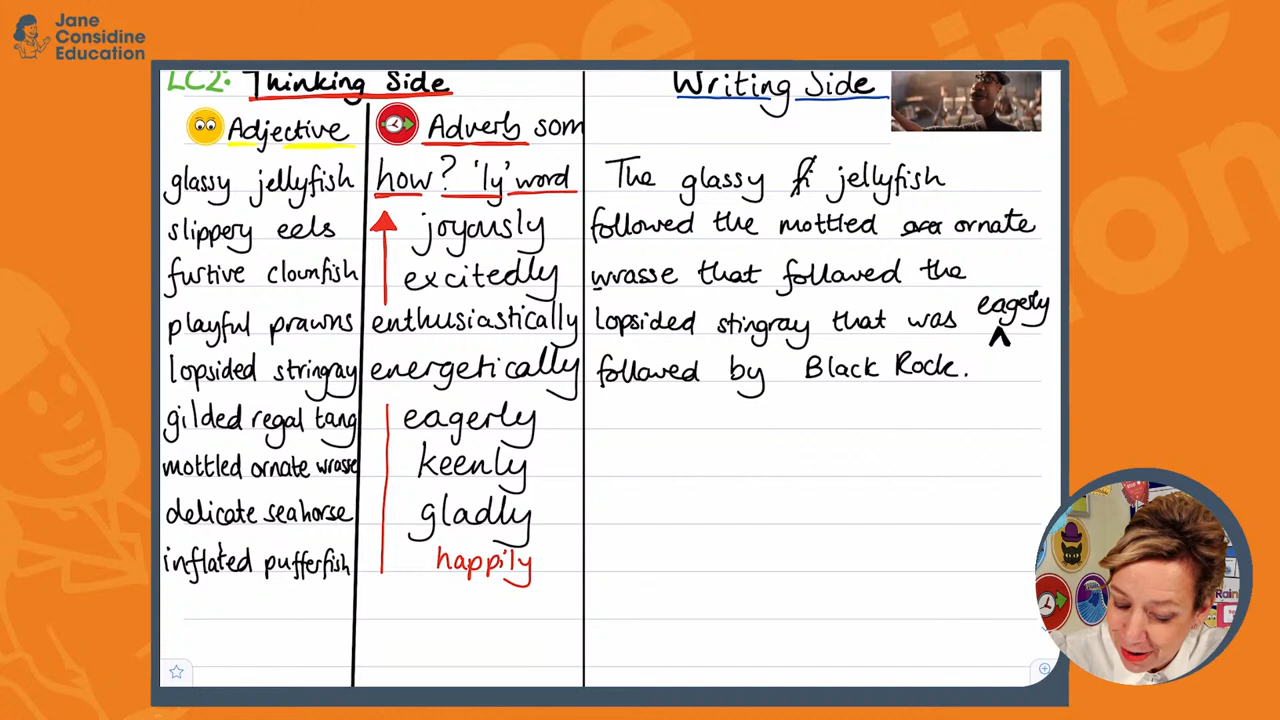 Jane
Considine
Education
LC2: Thinking Side
Writing Side
Adjective
Adverb som
how? 'ly' word
glassy jellyfish
slippery eels
furtive clownfish
playful prawns
lopsided stringray
gilded regal tang
mottled ornate wrasse
delicate seahorse
inflated pufferfish
joyously
excitedly
enthusiastically
energetically
eagerly
keenly
gladly
happily
The glassy jellyfish
followed the mottled ornate
wrasse that followed the
eagerly
lopsided stingray that was
followed by Black Rock.